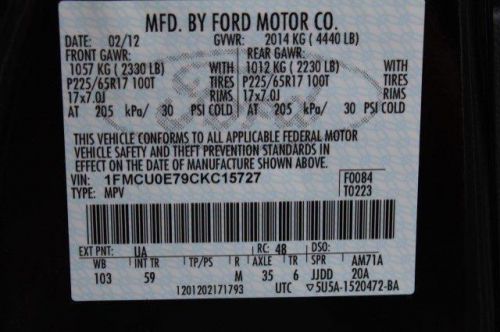 MFD. BY FORD MOTOR CO.
DATE: 02/12 GVWR: 2014 KG ( 4440 LB)
FRONT GAWR: REAR GAWR:
1057 KG ( 2330 LB) WITH 1012 KG ( 2230 LB) WITH
P225/65R17 100T TIRES P225/65R17 100T TIRES
17x7.0J RIMS 17x7.0J RIMS
AT 205 kPa/ 30 PSI COLD AT 205 kPa/ 30 PSI COLD
THIS VEHICLE CONFORMS TO ALL APPLICABLE FEDERAL MOTOR
VEHICLE SAFETY AND THEFT PREVENTION STANDARDS IN
EFFECT ON THE DATE OF MANUFACTURE SHOWN ABOVE.
VIN: 1FMCU0E79CKC15727 F0084
TYPE: MPV T0223
EXT PNT: UA RC: 48 DSO:
WB INT TR TP/PS R AXLE TR SPR AM71A
103 59 M 35 6 JJDD 20A
1201202171793 UTC ▽5U5A-1520472-BA